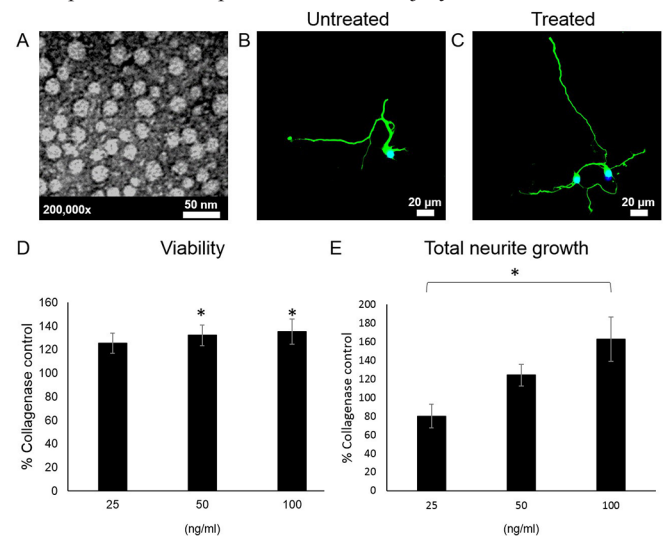 Untreated Treated
A B C
200,000x 50 nm 20 µm 20 µm
D Viability E Total neurite growth
*
* *
% Collagenase control
160
140
120
100
80
60
40
20
0
25 50 100
(ng/ml)
% Collagenase control
200
180
160
140
120
100
80
60
40
20
0
25 50 100
(ng/ml)